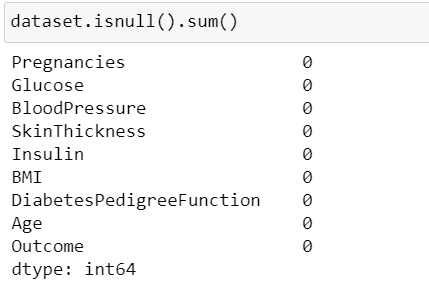 dataset.isnull().sum()
Pregnancies 0
Glucose 0
BloodPressure 0
SkinThickness 0
Insulin 0
BMI 0
DiabetesPedigreeFunction 0
Age 0
Outcome 0
dtype: int64